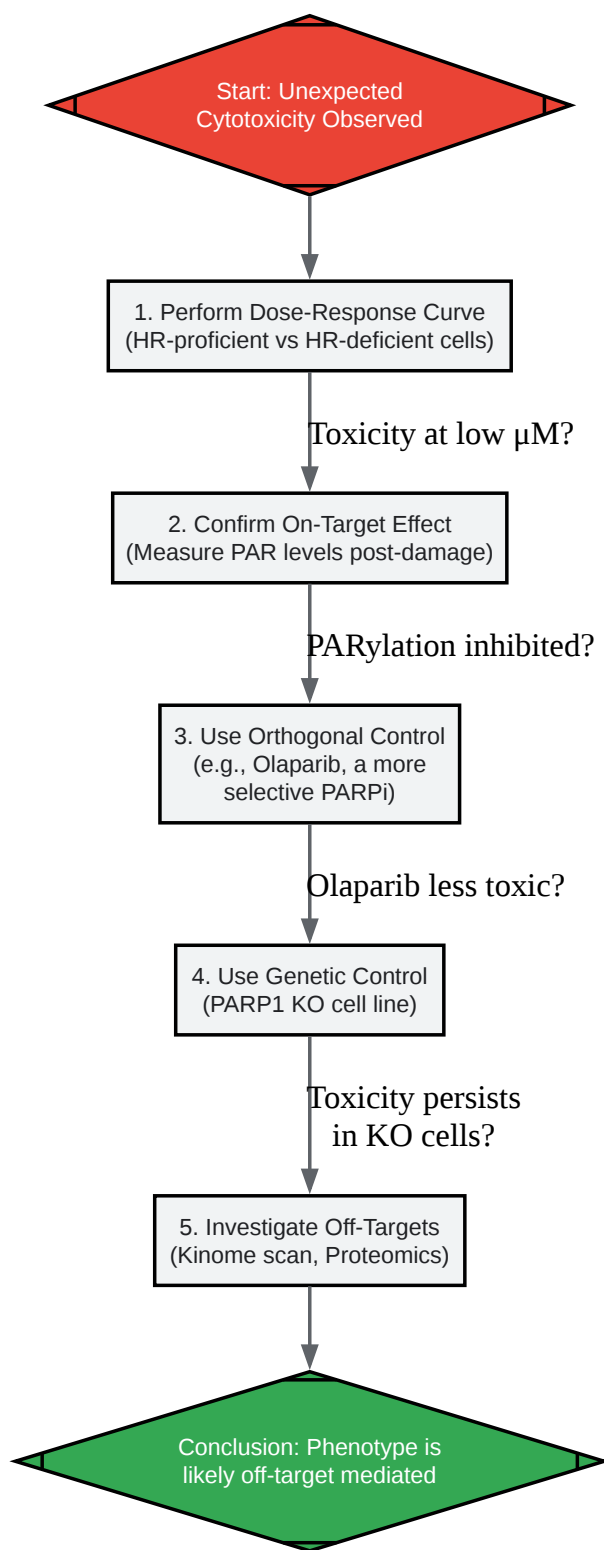 Start: Unexpected
Cytotoxicity Observed
1. Perform Dose-Response Curve
(HR-proficient vs HR-deficient cells)
Toxicity at low μM?
2. Confirm On-Target Effect
(Measure PAR levels post-damage)
PARylation inhibited?
3. Use Orthogonal Control
(e.g., Olaparib, a more
selective PARPi)
Olaparib less toxic?
4. Use Genetic Control
(PARP1 KO cell line)
Toxicity persists
in KO cells?
5. Investigate Off-Targets
(Kinome scan, Proteomics)
Conclusion: Phenotype is
likely off-target mediated